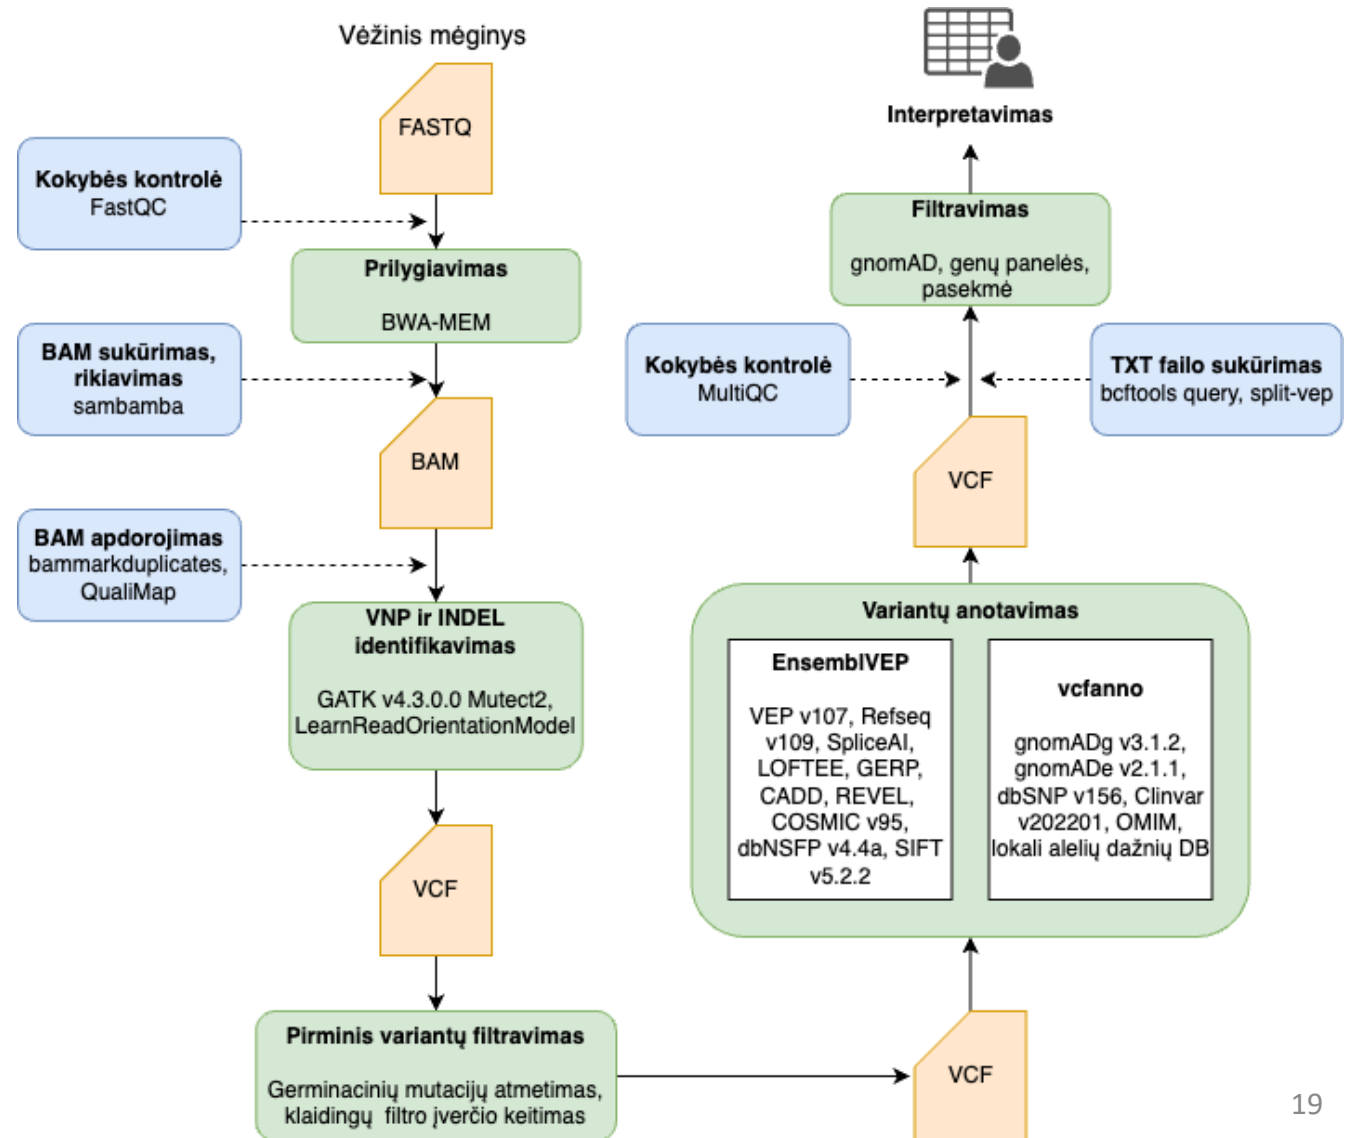 Vėžinis mėginys
FASTQ
Kokybės kontrolė
FastQC
Prilygiavimas
BWA-MEM
BAM sukūrimas,
rikiavimas
sambamba
BAM
BAM apdorojimas
bammarkduplicates,
QualiMap
VNP ir INDEL
identifikavimas
GATK v4.3.0.0 Mutect2,
LearnReadOrientationModel
VCF
Pirminis variantų filtravimas
Germinacinių mutacijų atmetimas,
klaidingų filtro įverčio keitimas
VCF
Variantų anotavimas
EnsemblVEP
VEP v107, Refseq
v109, SpliceAI,
LOFTEE, GERP,
CADD, REVEL,
COSMIC v95,
dbNSFP v4.4a, SIFT
v5.2.2
vcfanno
gnomADg v3.1.2,
gnomADe v2.1.1,
dbSNP v156, Clinvar
v202201, OMIM,
lokali alelių dažnių DB
VCF
Kokybės kontrolė
MultiQC
TXT failo sukūrimas
bcftools query, split-vep
Filtravimas
gnomAD, genų panelės,
pasekmė
Interpretavimas
19